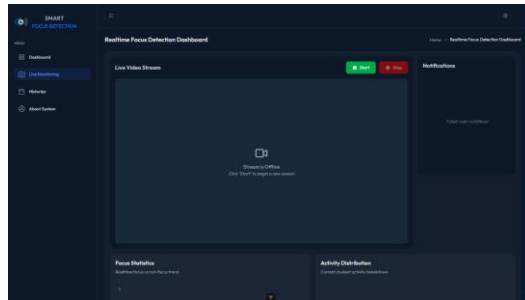 SMART
FOCUS DETECTION
MENU
Dashboard
Live Monitoring
Histories
About System
Realtime Focus Detection Dashboard
Home > Realtime Focus Detection Dashboard
Live Video Stream
Start
Stop
Stream is Offline
Click "Start" to begin a new session
Notifications
Focus Statistics
Realtime focus vs non-focus trend
Activity Distribution
Current student activity breakdown